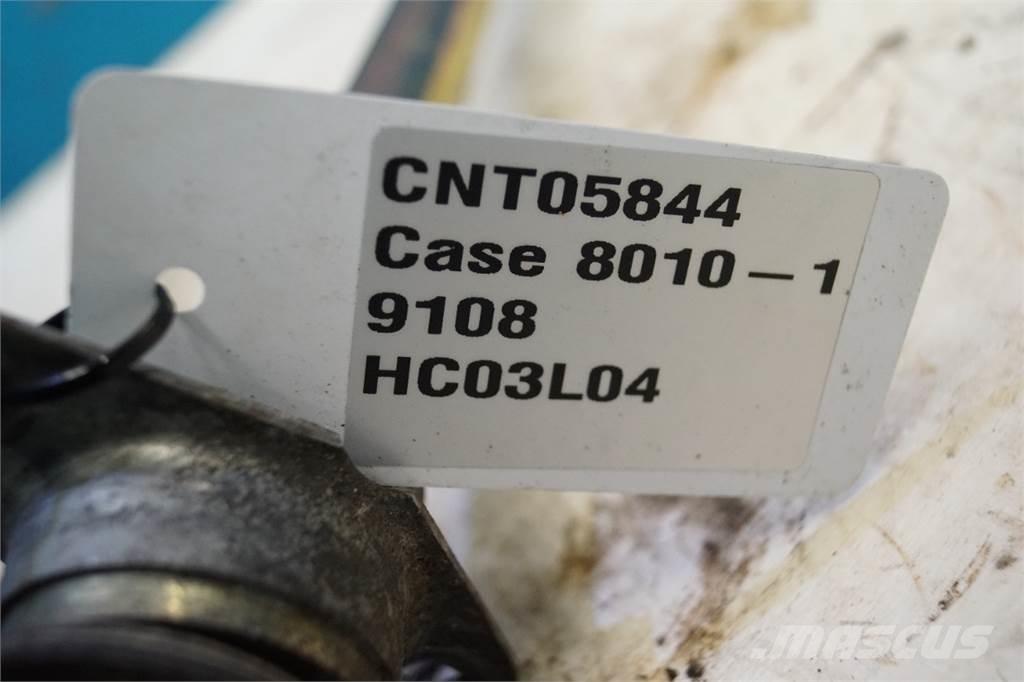 CNT05844
Case 8010-1
9108
HC03L04
MASCUS